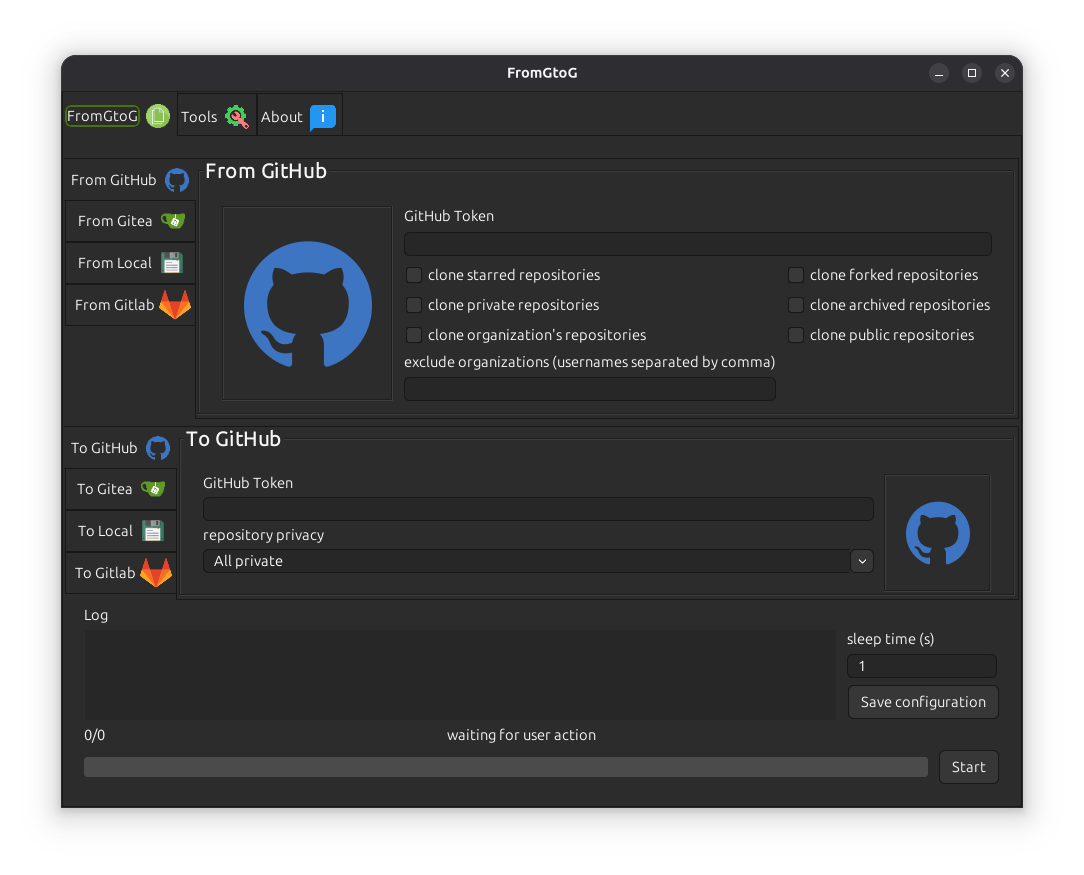 FromGtoG
FromGtoG
Tools
About
i
From GitHub
From Gitea
From Local
From Gitlab
From GitHub
GitHub Token
clone starred repositories
clone forked repositories
clone private repositories
clone archived repositories
clone organization's repositories
clone public repositories
exclude organizations (usernames separated by comma)
To GitHub
To Gitea
To Local
To Gitlab
To GitHub
GitHub Token
repository privacy
All private
Log
sleep time (s)
1
Save configuration
0/0
waiting for user action
Start